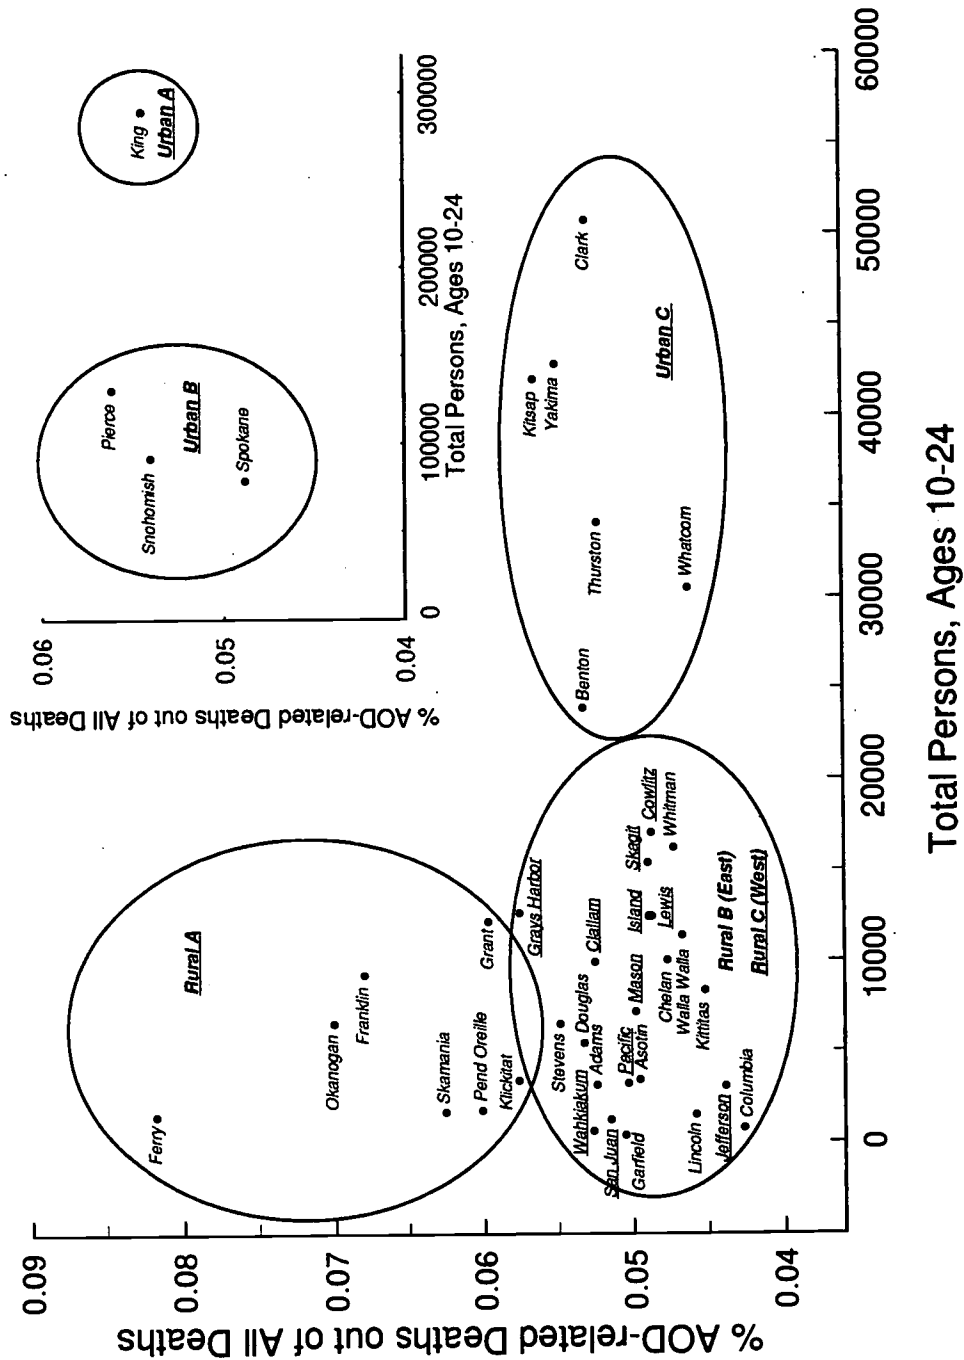 % AOD-related Deaths out of All Deaths
0.09
0.08
0.07
0.06
0.05
0.04
Ferry
Rural A
Okanogan
Franklin
Skamania
Pend Oreille
Grant
Klickitat
Grays Harbor
Stevens
Wahkiakum
Douglas
Adams
Clallam
San Juan
Pacific
Mason
Island
Skagit
Cowlitz
Garfield
Asotin
Lewis
Whitman
Chelan
Walla Walla
Lincoln
Kittitas
Jefferson
Columbia
Rural B (East)
Rural C (West)
Benton
Thurston
Whatcom
Kitsap
Yakima
Clark
Urban C
0
10000
20000
30000
40000
50000
60000
Total Persons, Ages 10-24
% AOD-related Deaths out of All Deaths
0.06
0.05
0.04
Pierce
Snohomish
Urban B
Spokane
King
Urban A
0
100000
200000
300000
Total Persons, Ages 10-24